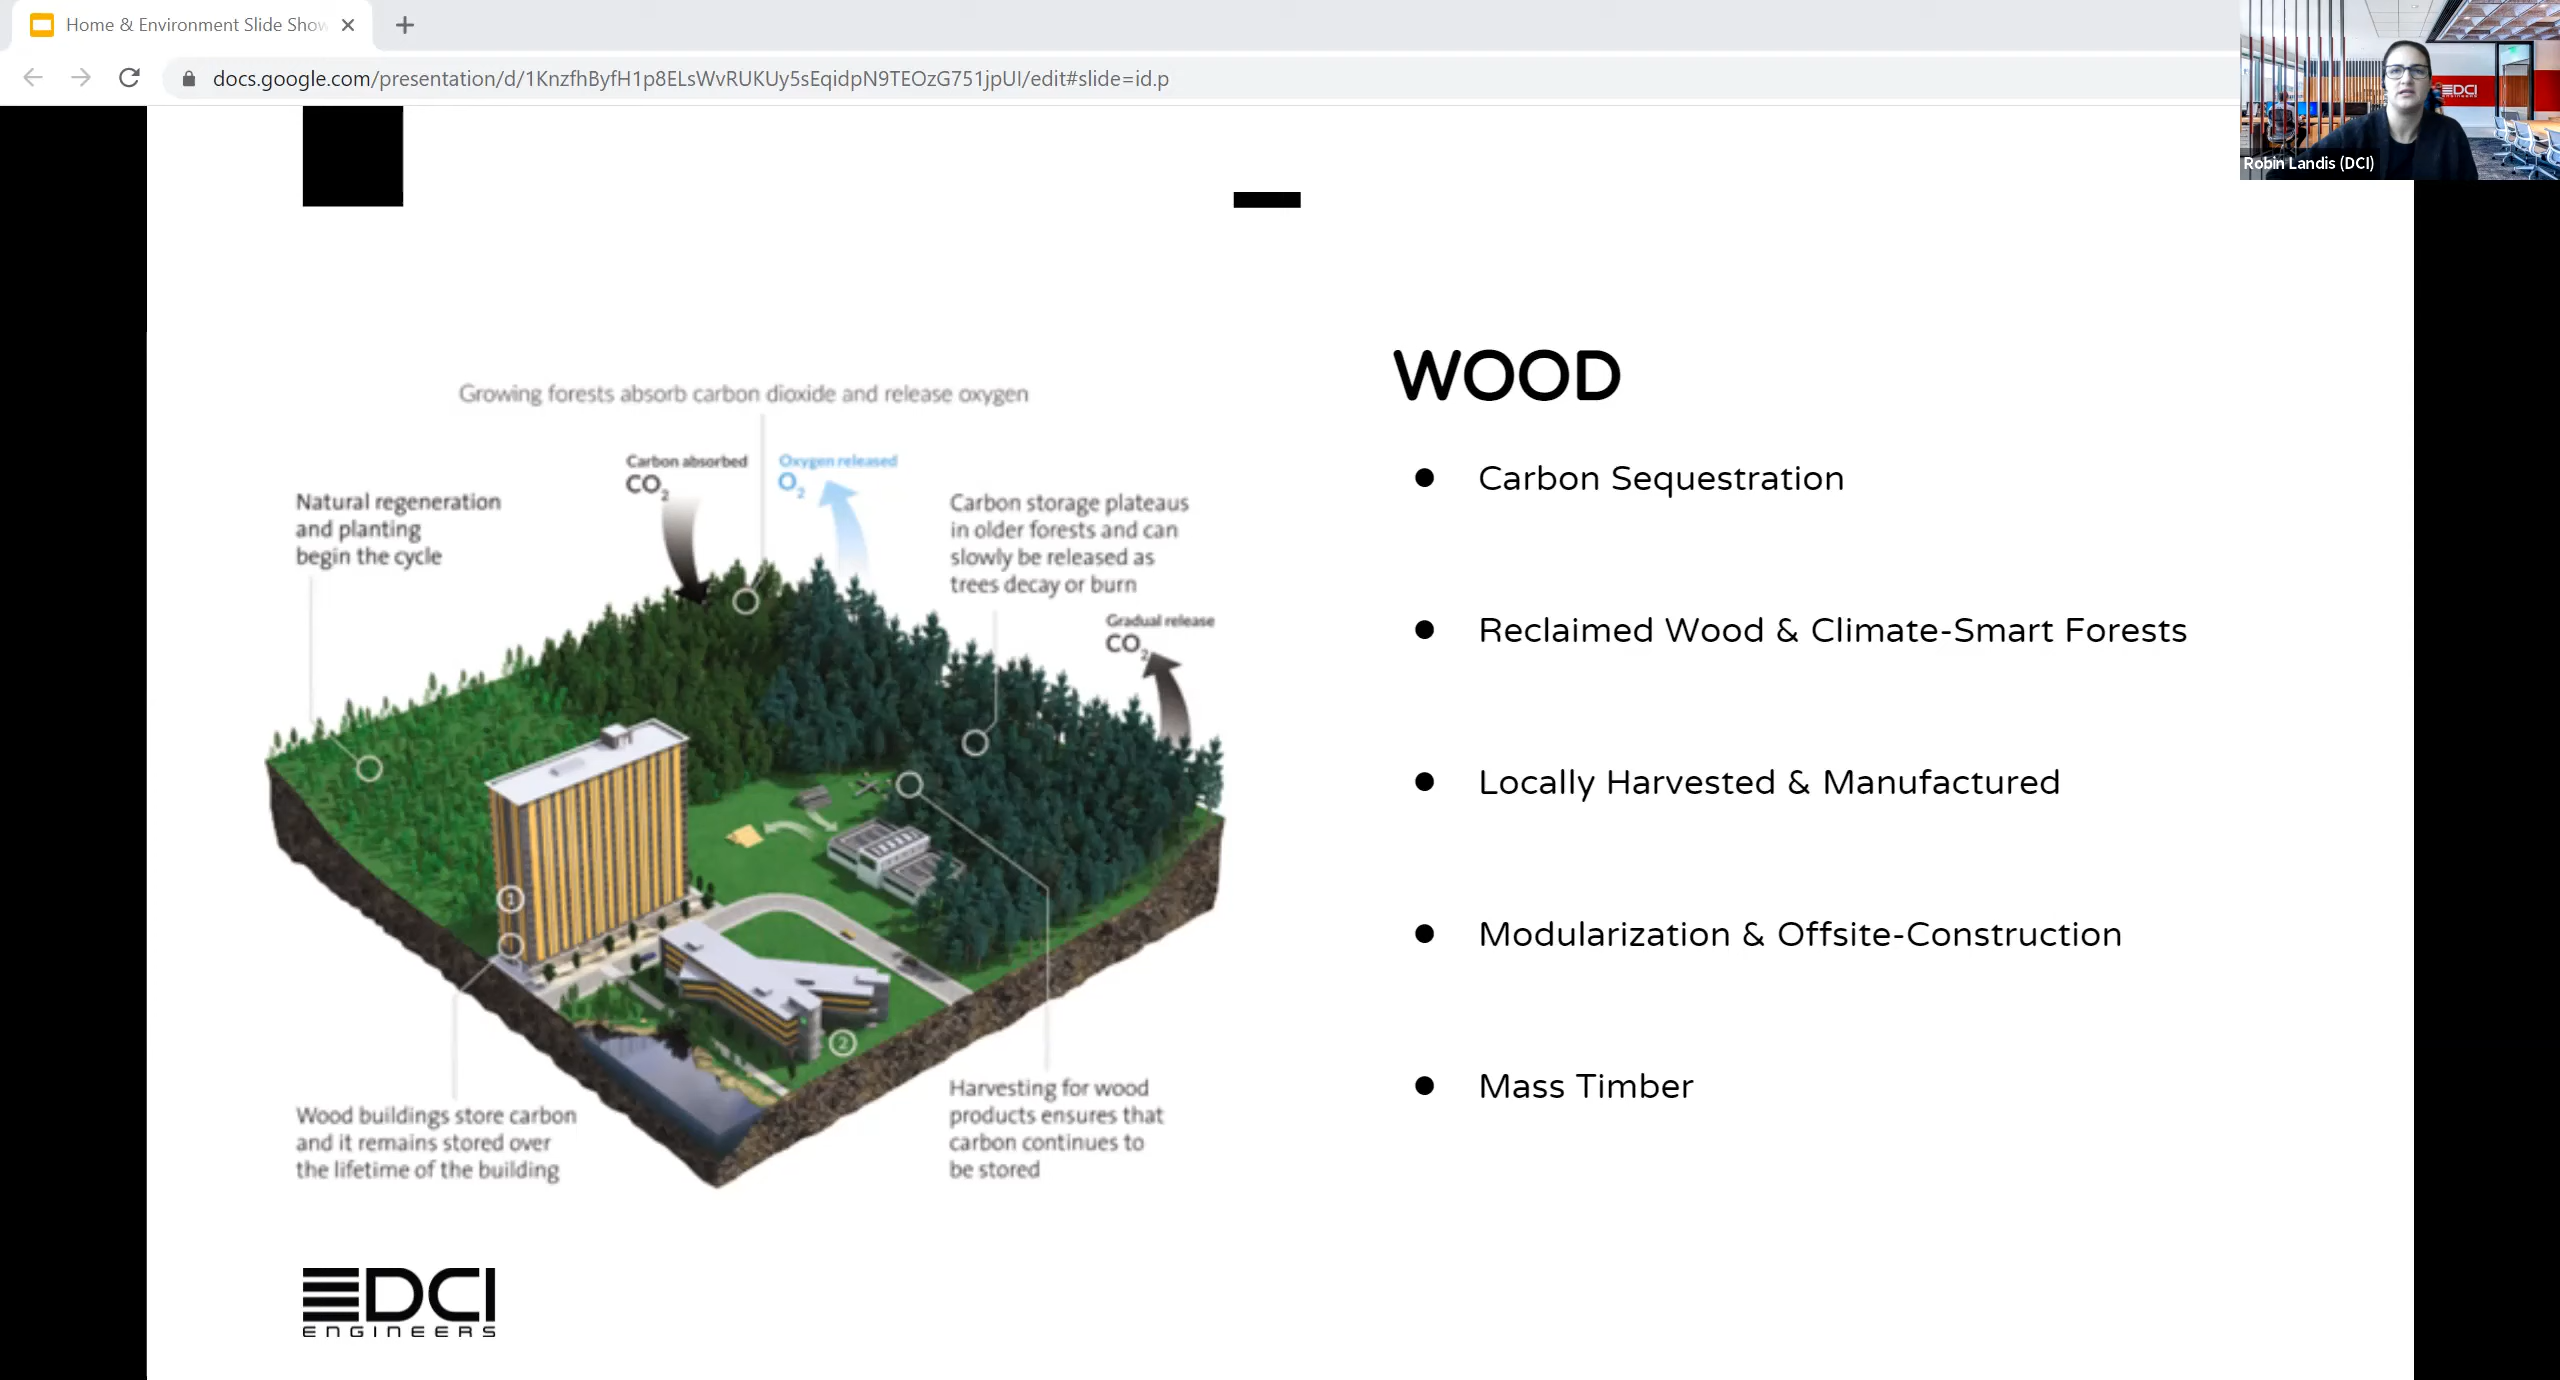 Home & Environment Slide Show
docs.google.com/presentation/d/1KnzfhByfH1p8ELsWvRUKUy5sEqidpN9TEOzG751jpUI/edit#slide=id.p
DCI
ENGINEERS
Robin Landis (DCI)
Growing forests absorb carbon dioxide and release oxygen
Carbon absorbed
CO2
Oxygen released
O2
Natural regeneration
and planting
begin the cycle
Carbon storage plateaus
in older forests and can
slowly be released as
trees decay or burn
Gradual release
CO2
1
2
Wood buildings store carbon
and it remains stored over
the lifetime of the building
Harvesting for wood
products ensures that
carbon continues to
be stored
WOOD
● Carbon Sequestration
● Reclaimed Wood & Climate-Smart Forests
● Locally Harvested & Manufactured
● Modularization & Offsite-Construction
● Mass Timber
DCI
ENGINEERS